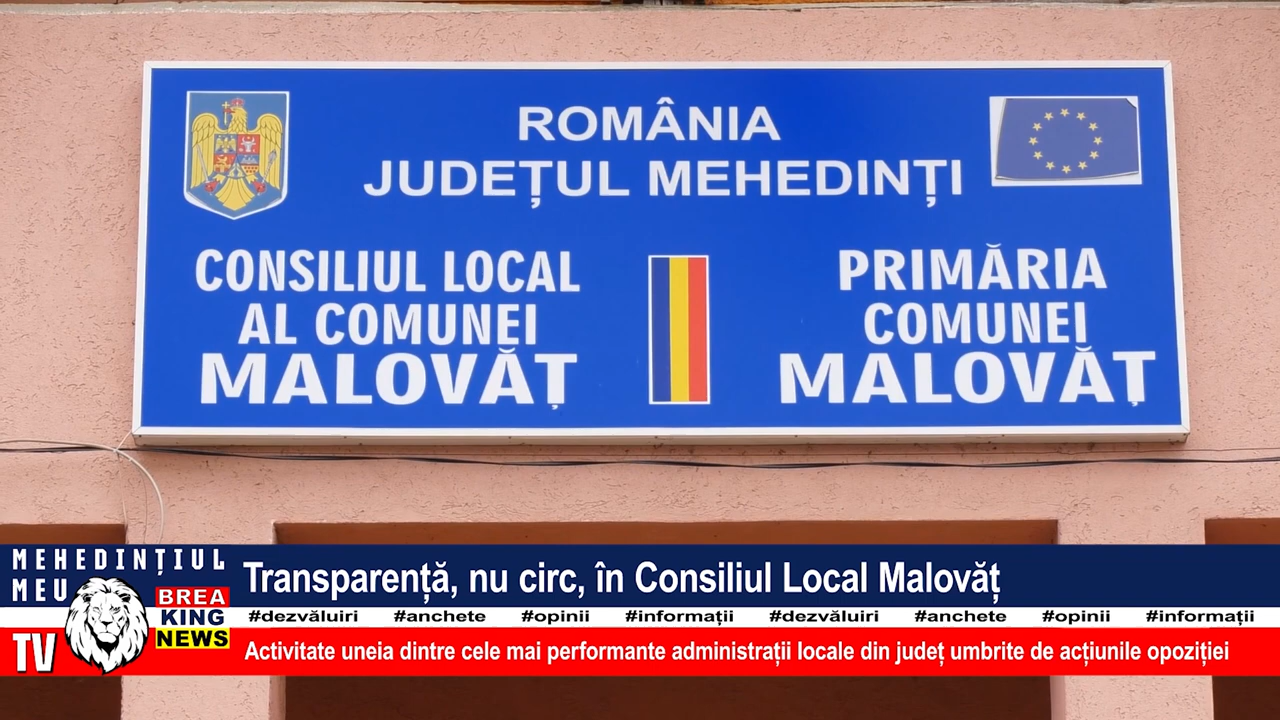 ROMÂNIA
JUDEȚUL MEHEDINȚI
CONSILIUL LOCAL
AL COMUNEI
MALOVĂȚ
PRIMĂRIA
COMUNEI
MALOVĂȚ
MEHEDINȚIUL
MEU
TV
BREA
KING
NEWS
Transparență, nu circ, în Consiliul Local Malovăț
#dezvăluiri #anchete #opinii #informații #dezvăluiri #anchete #opinii #informații
Activitate uneia dintre cele mai performante administrații locale din județ umbrite de acțiunile opoziției